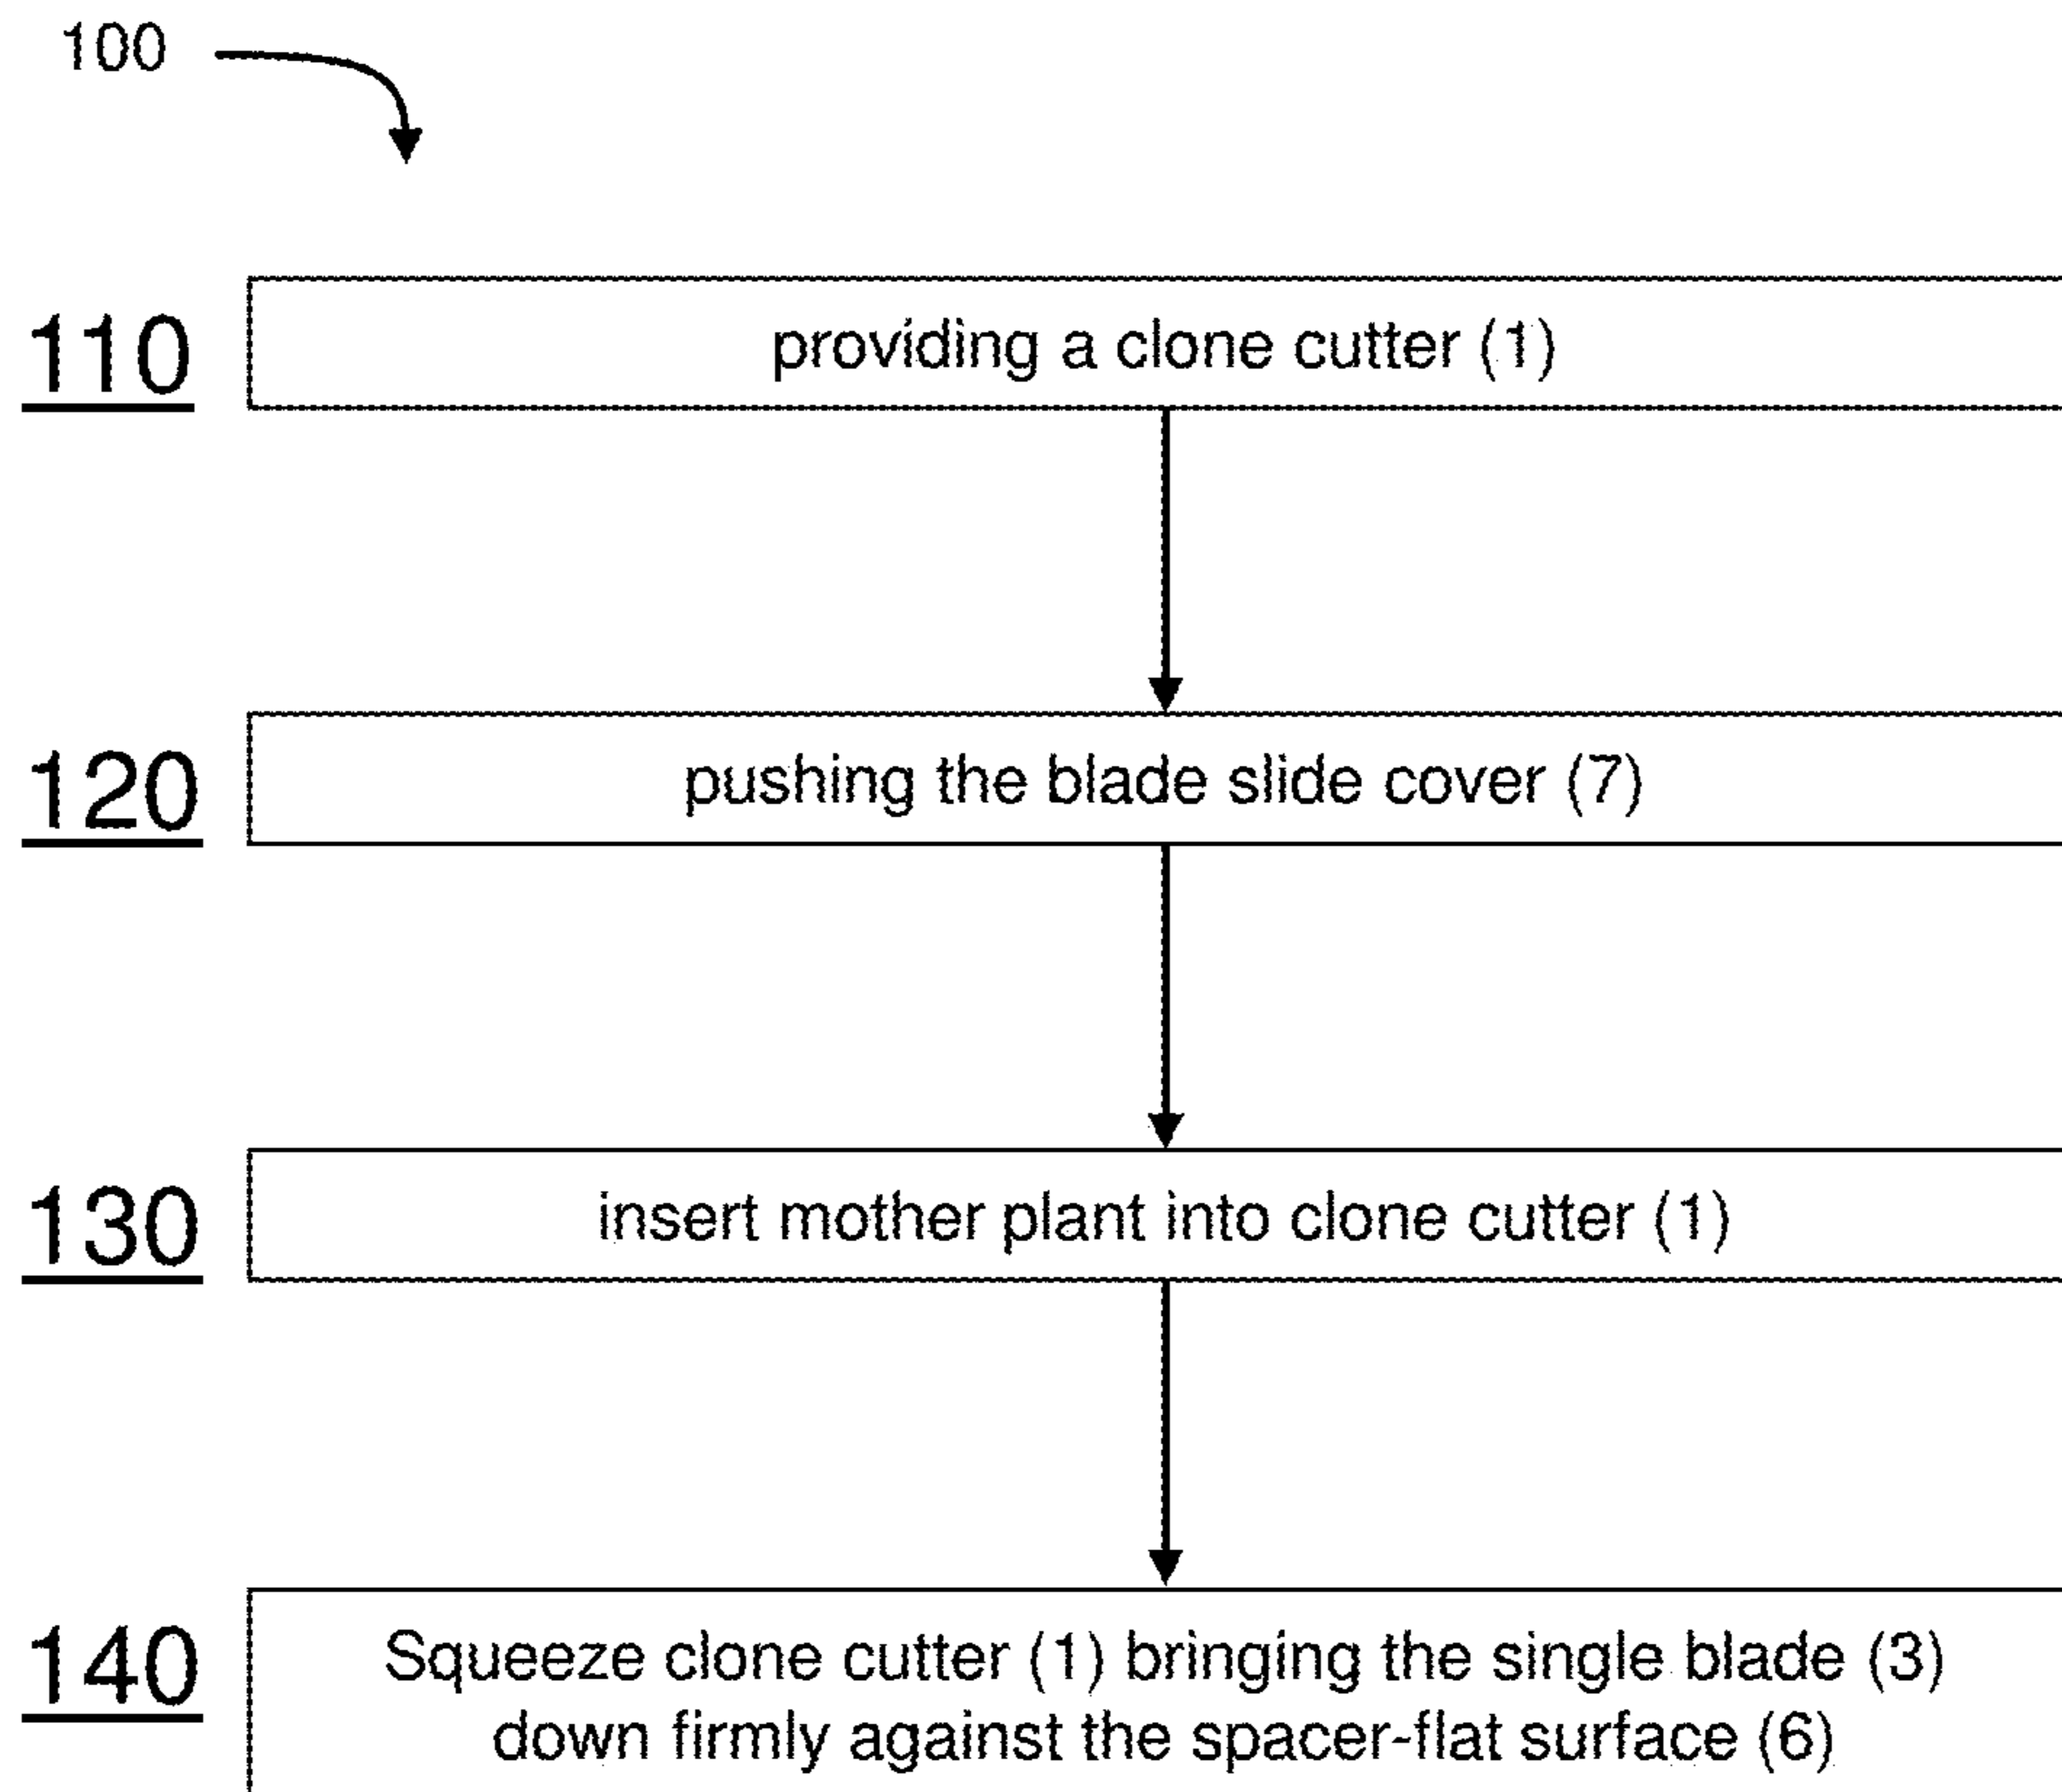 100
110
providing a clone cutter (1)
120
pushing the blade slide cover (7)
130
insert mother plant into clone cutter (1)
140
Squeeze clone cutter (1) bringing the single blade (3)
down firmly against the spacer-flat surface (6)